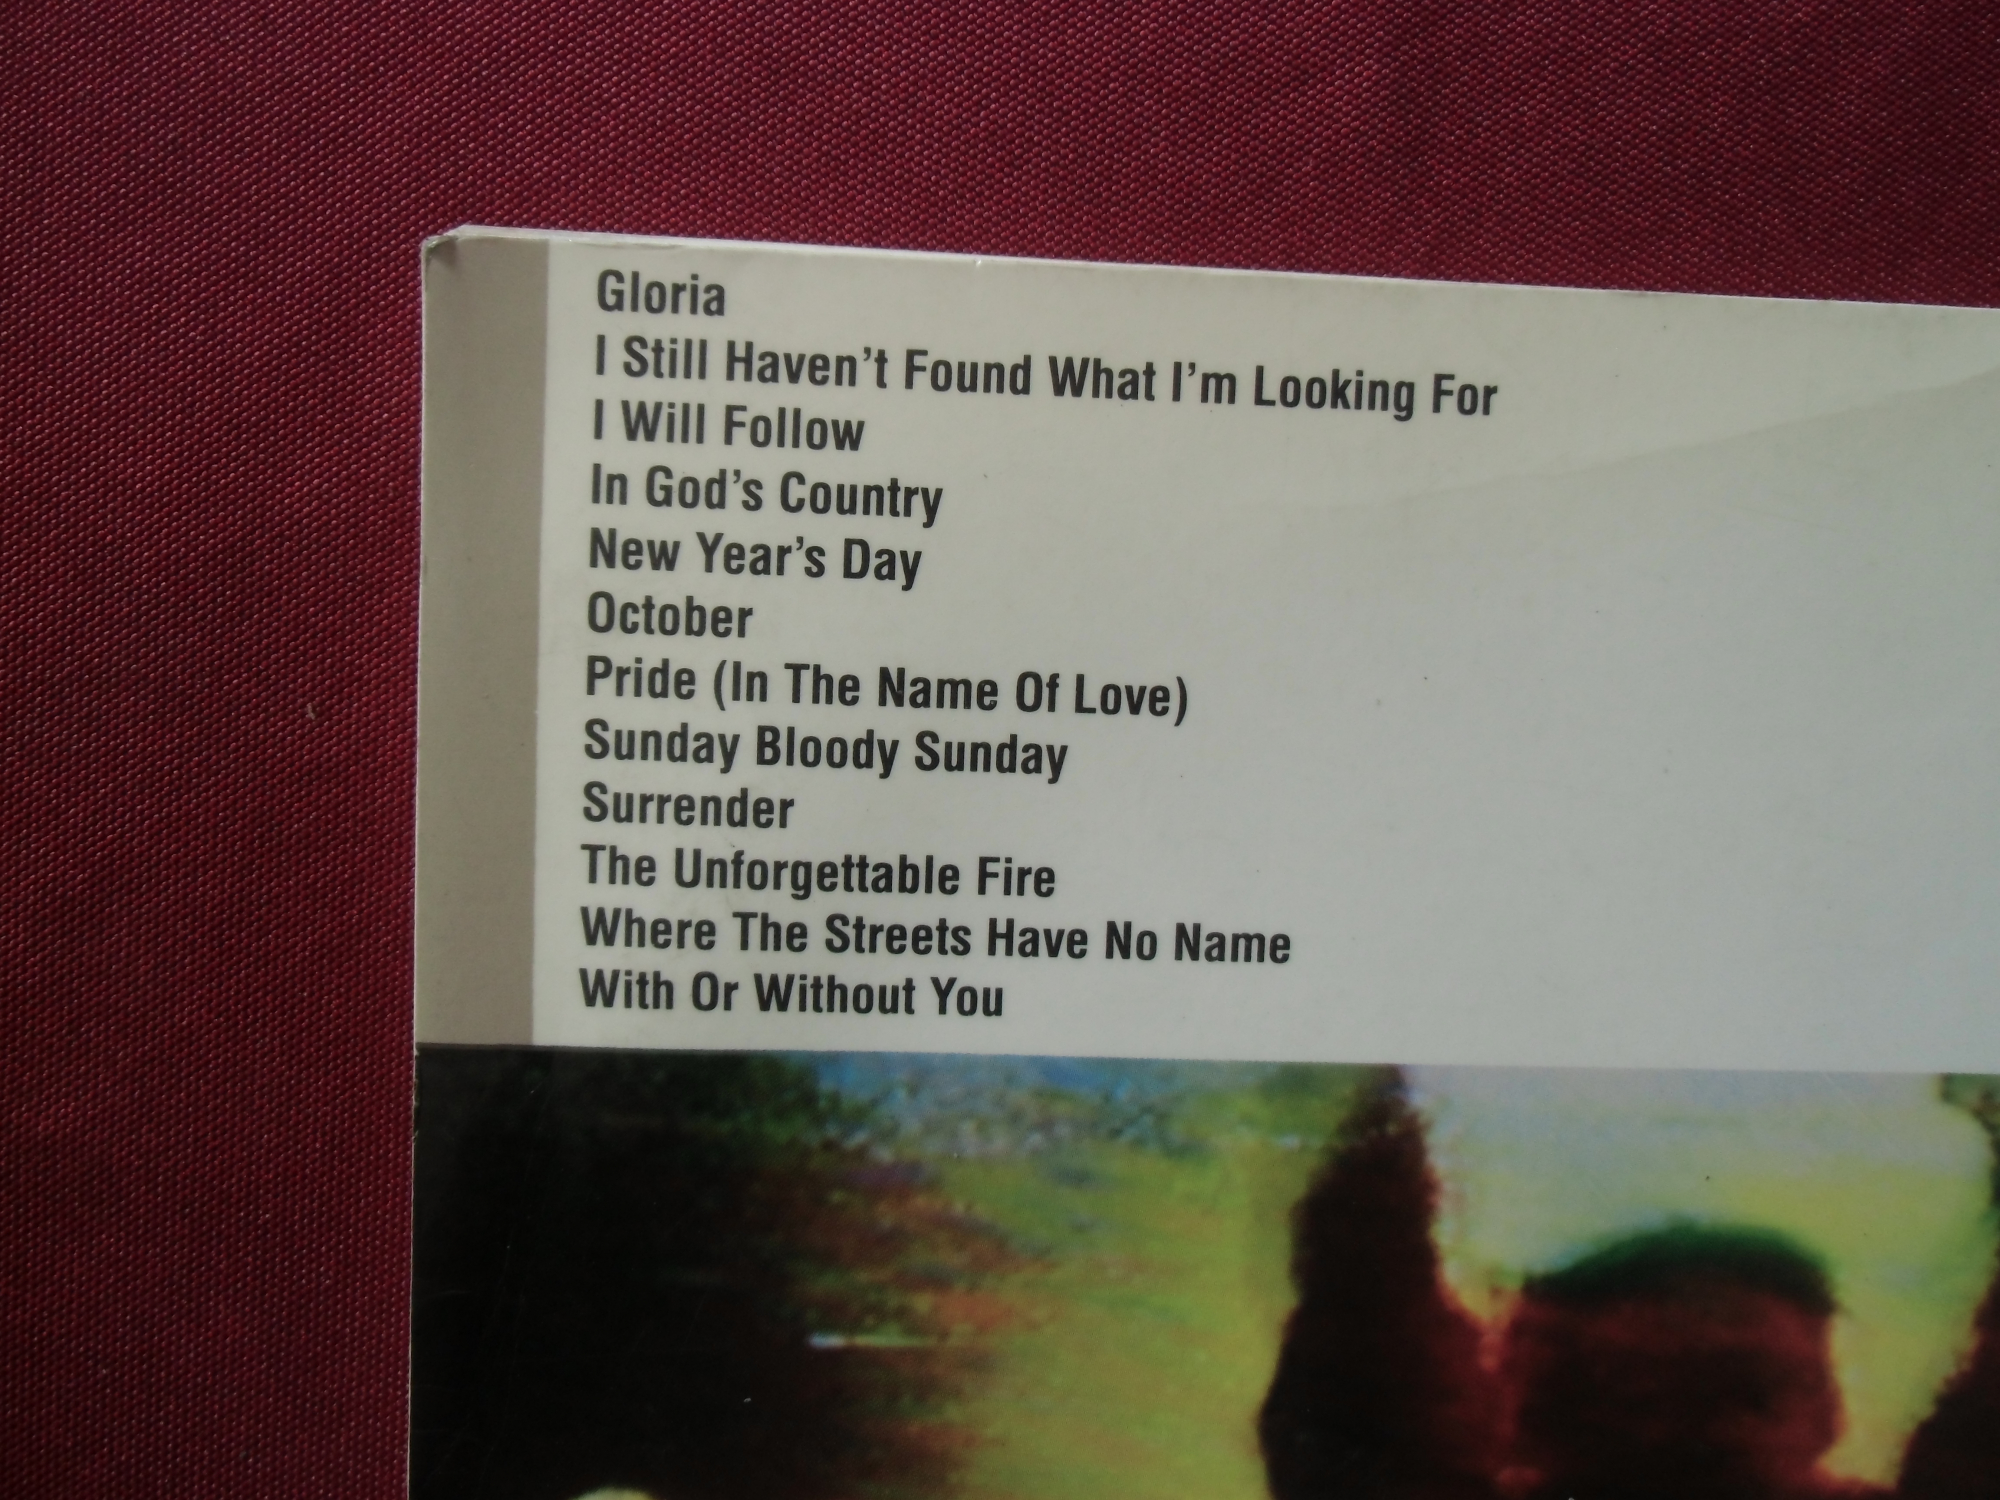 Gloria
I Still Haven't Found What I'm Looking For
I Will Follow
In God's Country
New Year's Day
October
Pride (In The Name Of Love)
Sunday Bloody Sunday
Surrender
The Unforgettable Fire
Where The Streets Have No Name
With Or Without You